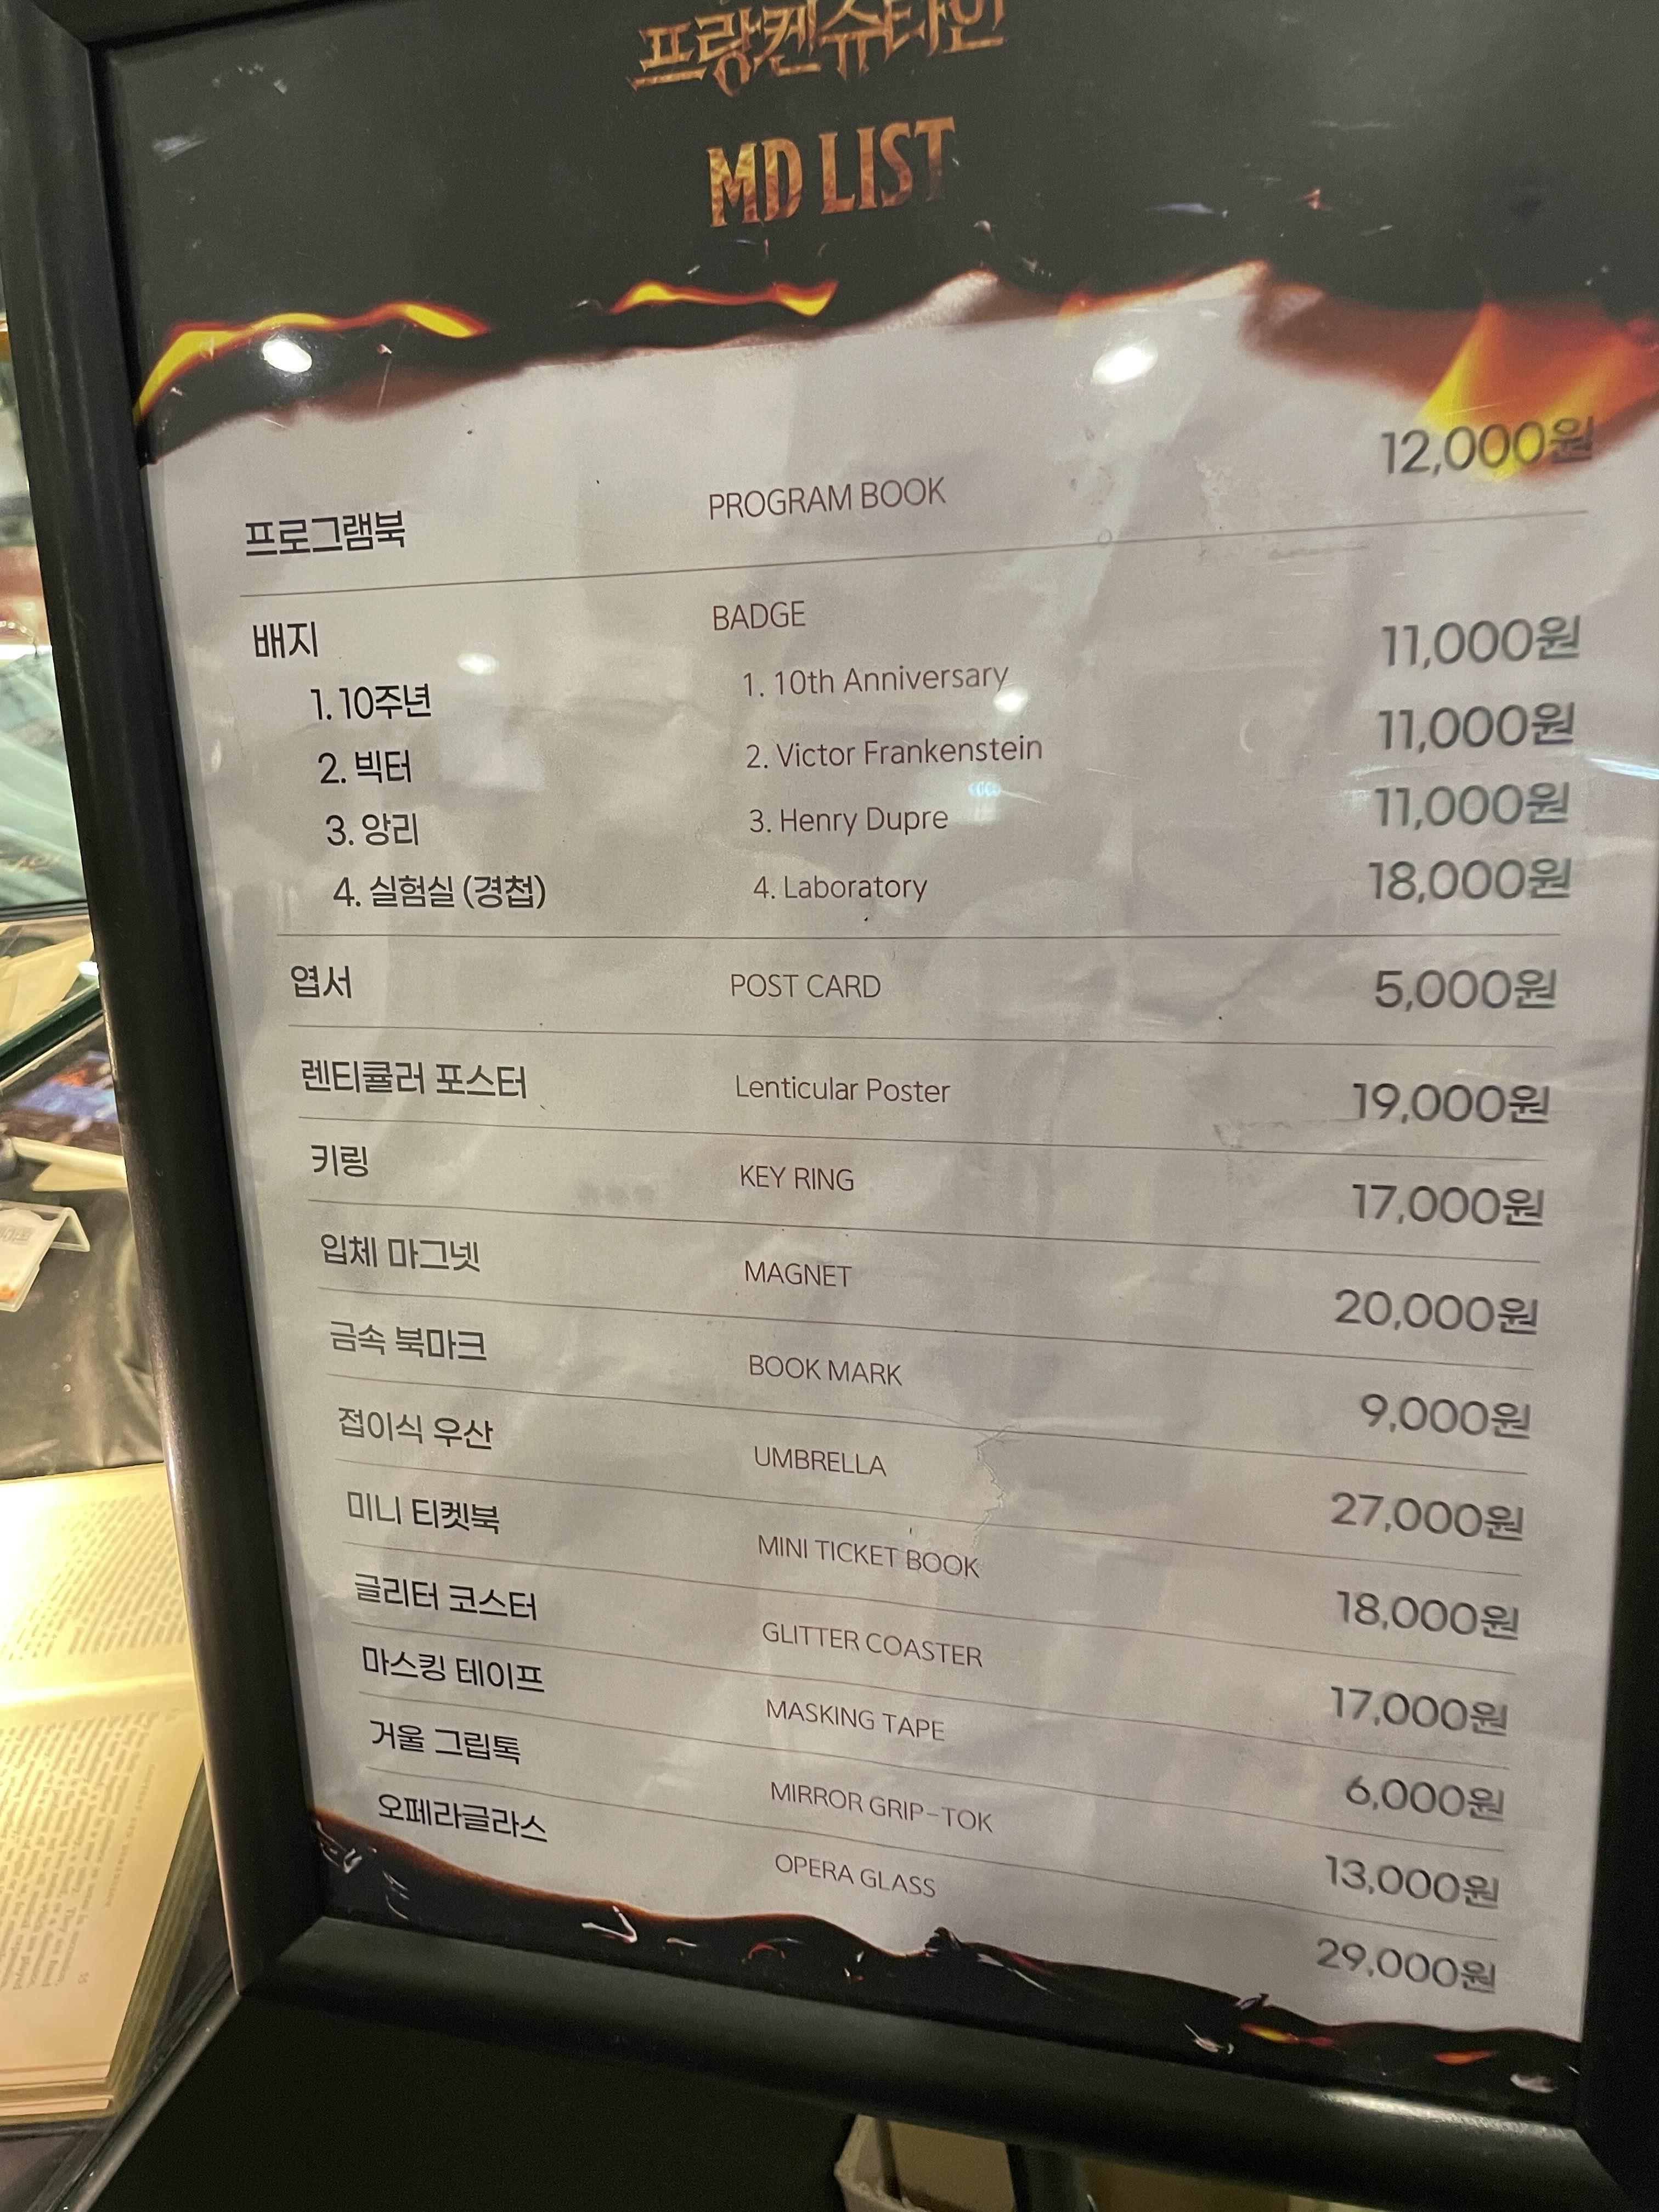 프랑켄슈타인
MD LIST
프로그램북 PROGRAM BOOK 12,000원
배지 BADGE
1. 10주년 1. 10th Anniversary 11,000원
2. 빅터 2. Victor Frankenstein 11,000원
3. 앙리 3. Henry Dupre 11,000원
4. 실험실 (경첩) 4. Laboratory 18,000원
엽서 POST CARD 5,000원
렌티큘러 포스터 Lenticular Poster 19,000원
키링 KEY RING 17,000원
입체 마그넷 MAGNET 20,000원
금속 북마크 BOOK MARK 9,000원
접이식 우산 UMBRELLA 27,000원
미니 티켓북 MINI TICKET BOOK 18,000원
글리터 코스터 GLITTER COASTER 17,000원
마스킹 테이프 MASKING TAPE 6,000원
거울 그립톡 MIRROR GRIP-TOK 13,000원
오페라글라스 OPERA GLASS 29,000원